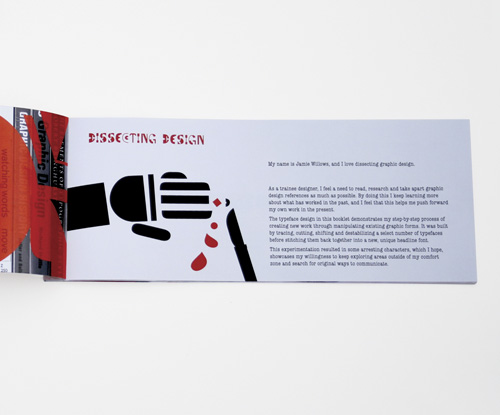 DISSECTING DESIGN
My name is Jamie Willows, and I love dissecting graphic design.
As a trainee designer, I feel a need to read, research and take apart graphic
design references as much as possible. By doing this I keep learning more
about what has worked in the past, and I feel that this helps me push forward
my own work in the present.
The typeface design in this booklet demonstrates my step-by-step process of
creating new work through manipulating existing graphic forms. It was built
by tracing, cutting, shifting and destabilizing a select number of typefaces
before stitching them back together into a new, unique headline font.
This experimentation resulted in some arresting characters, which I hope,
showcases my willingness to keep exploring areas outside of my comfort
zone and search for original ways to communicate.
watching words move
Graphic